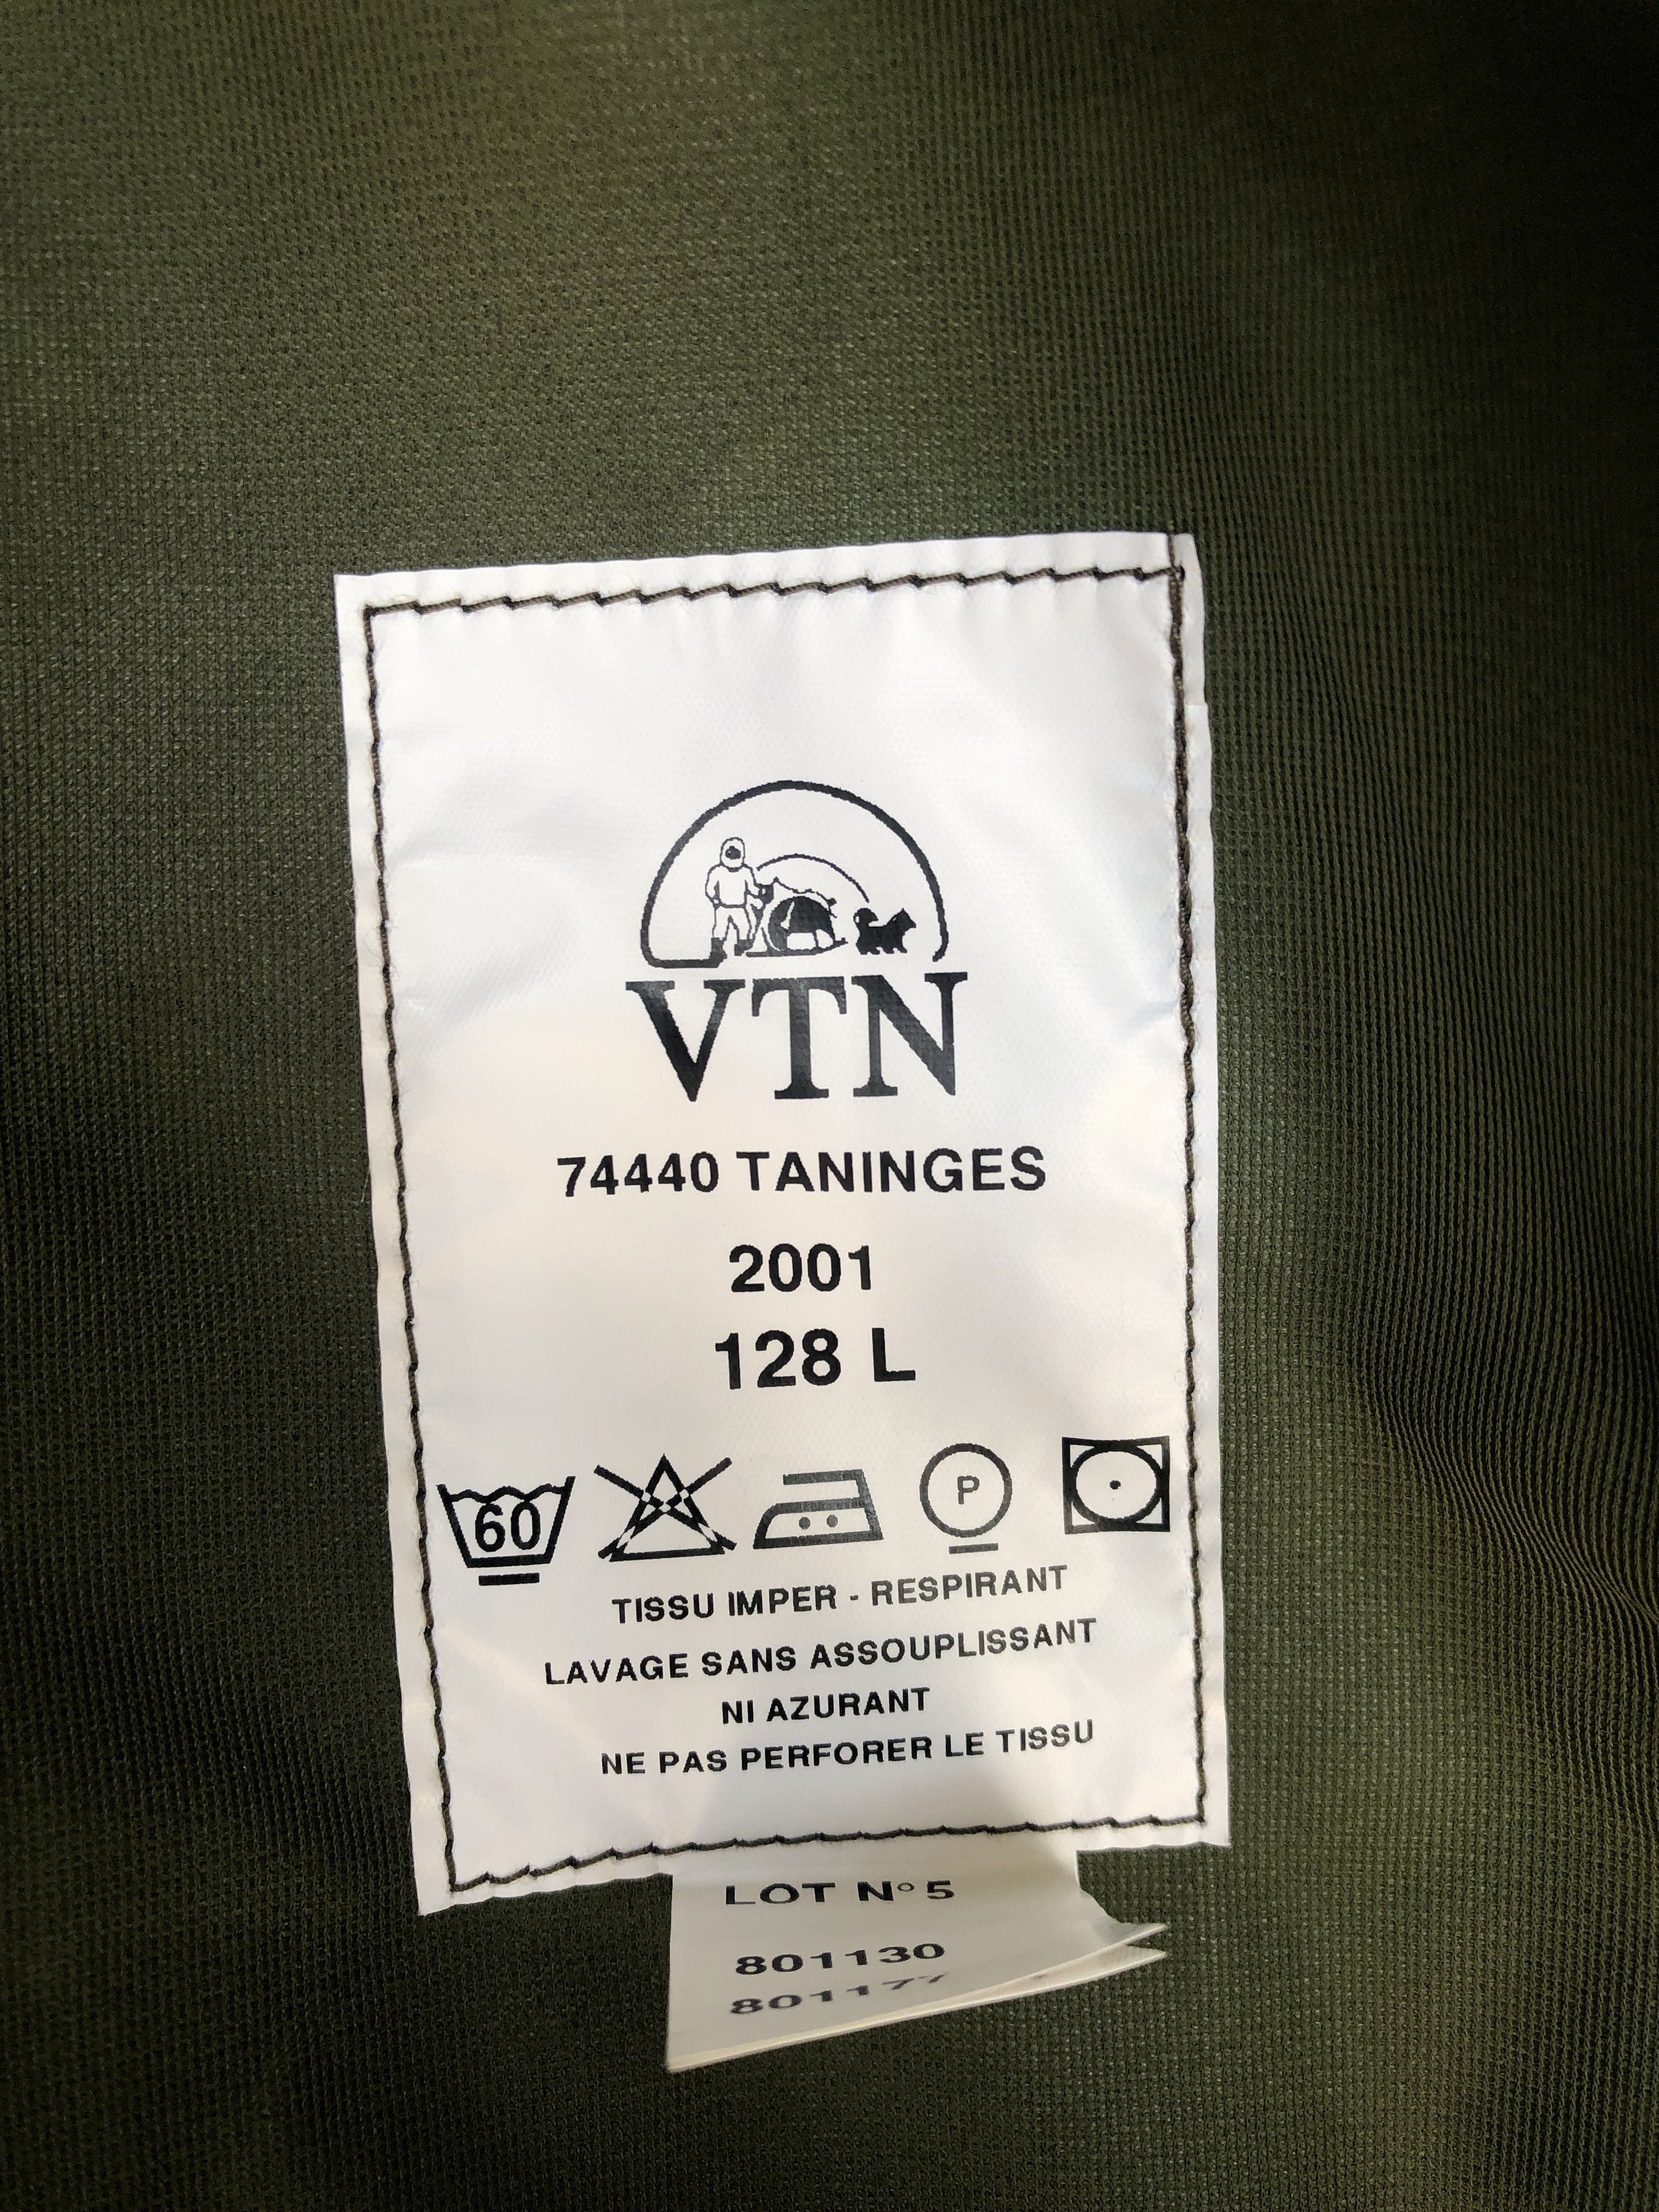 VTN
74440 TANINGES
2001
128 L
60
P
TISSU IMPER - RESPIRANT
LAVAGE SANS ASSOUPLISSANT
NI AZURANT
NE PAS PERFORER LE TISSU
LOT N° 5
801130
801177